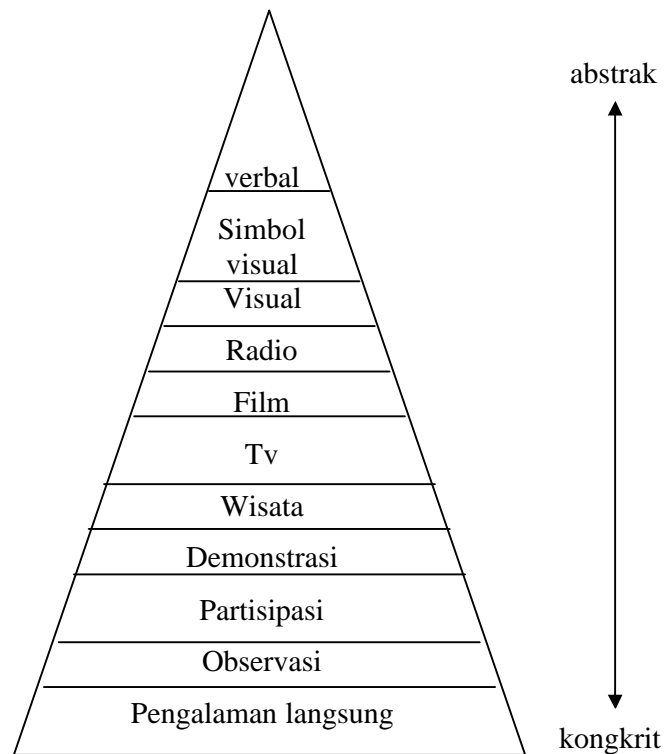 abstrak
verbal
Simbol
visual
Visual
Radio
Film
Tv
Wisata
Demonstrasi
Partisipasi
Observasi
Pengalaman langsung
kongkrit